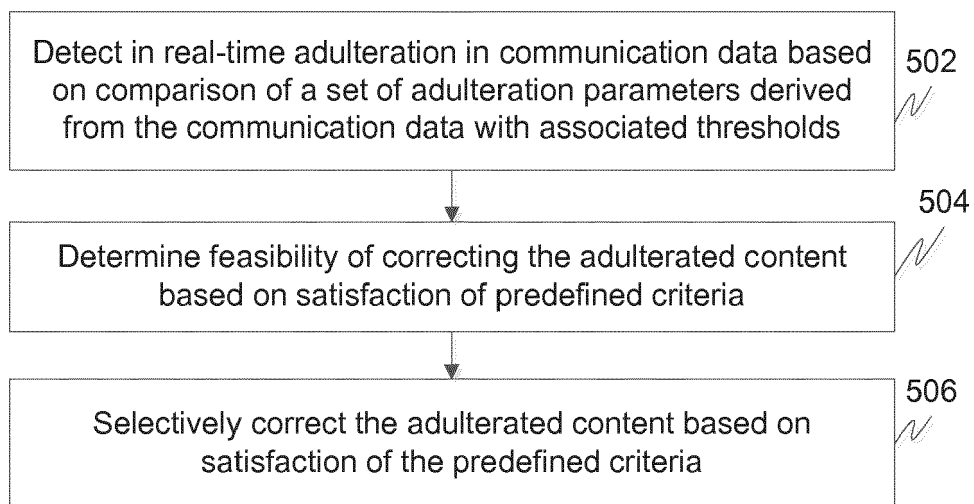 Detect in real-time adulteration in communication data based
on comparison of a set of adulteration parameters derived
from the communication data with associated thresholds
502
Determine feasibility of correcting the adulterated content
based on satisfaction of predefined criteria
504
Selectively correct the adulterated content based on
satisfaction of the predefined criteria
506